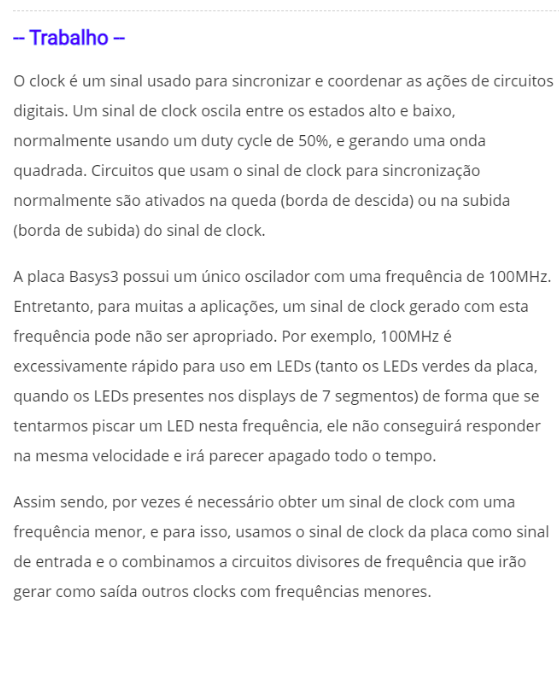 -- Trabalho --
O clock é um sinal usado para sincronizar e coordenar as ações de circuitos
digitais. Um sinal de clock oscila entre os estados alto e baixo,
normalmente usando um duty cycle de 50%, e gerando uma onda
quadrada. Circuitos que usam o sinal de clock para sincronização
normalmente são ativados na queda (borda de descida) ou na subida
(borda de subida) do sinal de clock.
A placa Basys3 possui um único oscilador com uma frequência de 100MHz.
Entretanto, para muitas a aplicações, um sinal de clock gerado com esta
frequência pode não ser apropriado. Por exemplo, 100MHz é
excessivamente rápido para uso em LEDs (tanto os LEDs verdes da placa,
quando os LEDs presentes nos displays de 7 segmentos) de forma que se
tentarmos piscar um LED nesta frequência, ele não conseguirá responder
na mesma velocidade e irá parecer apagado todo o tempo.
Assim sendo, por vezes é necessário obter um sinal de clock com uma
frequência menor, e para isso, usamos o sinal de clock da placa como sinal
de entrada e o combinamos a circuitos divisores de frequência que irão
gerar como saída outros clocks com frequências menores.